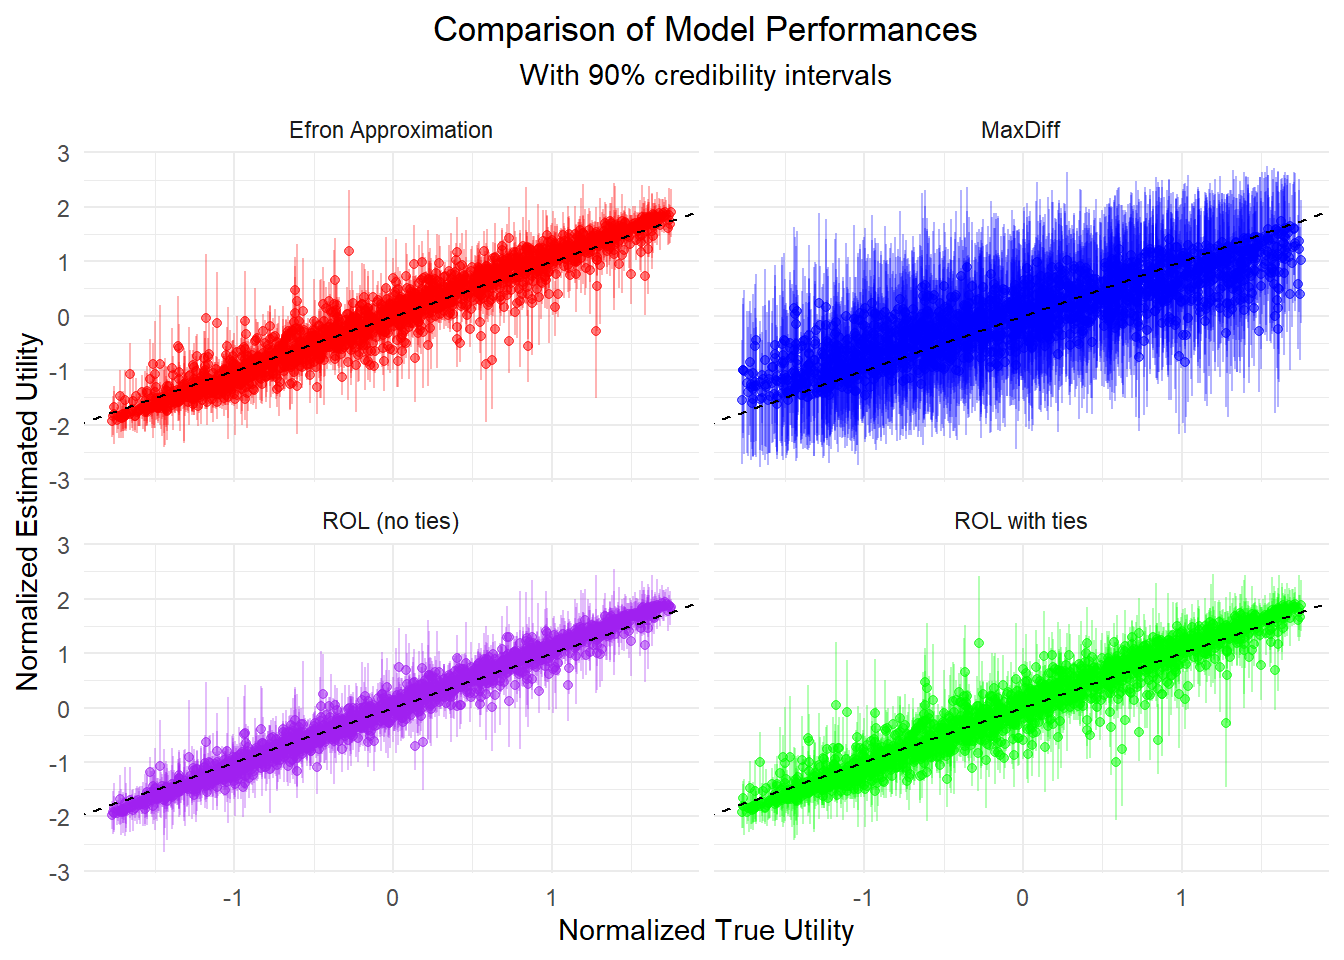 Comparison of Model Performances
With 90% credibility intervals
Efron Approximation
MaxDiff
3
2
1
0
-1
-2
-3
Normalized Estimated Utility
ROL (no ties)
ROL with ties
3
2
1
0
-1
-2
-3
-1 0 1
-1 0 1
Normalized True Utility